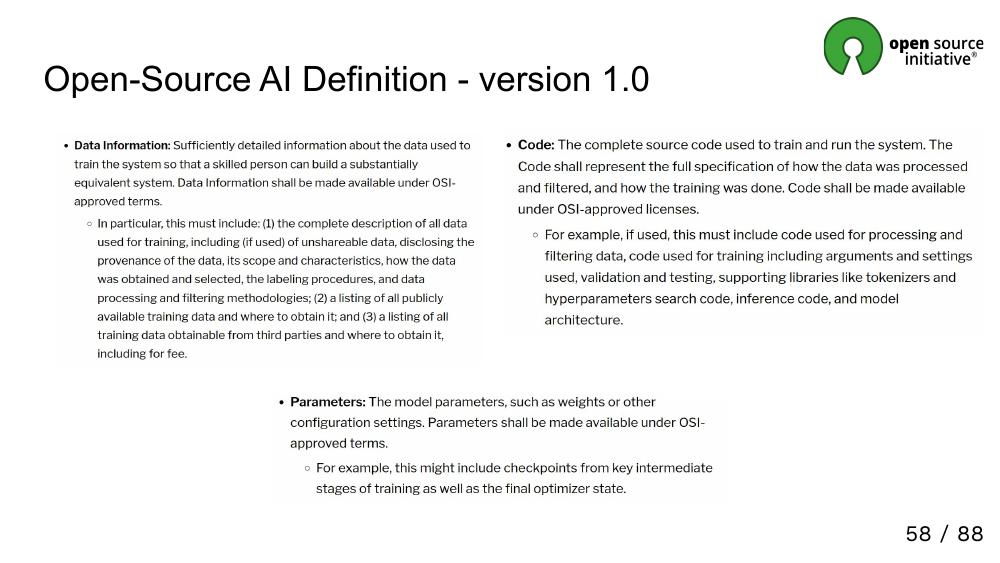 open source
initiative®
Open-Source AI Definition - version 1.0
• Data Information: Sufficiently detailed information about the data used to
train the system so that a skilled person can build a substantially
equivalent system. Data Information shall be made available under OSI-
approved terms.
○ In particular, this must include: (1) the complete description of all data
used for training, including (if used) of unshareable data, disclosing the
provenance of the data, its scope and characteristics, how the data
was obtained and selected, the labeling procedures, and data
processing and filtering methodologies; (2) a listing of all publicly
available training data and where to obtain it; and (3) a listing of all
training data obtainable from third parties and where to obtain it,
including for fee.
• Code: The complete source code used to train and run the system. The
Code shall represent the full specification of how the data was processed
and filtered, and how the training was done. Code shall be made available
under OSI-approved licenses.
○ For example, if used, this must include code used for processing and
filtering data, code used for training including arguments and settings
used, validation and testing, supporting libraries like tokenizers and
hyperparameters search code, inference code, and model
architecture.
• Parameters: The model parameters, such as weights or other
configuration settings. Parameters shall be made available under OSI-
approved terms.
○ For example, this might include checkpoints from key intermediate
stages of training as well as the final optimizer state.
58 / 88